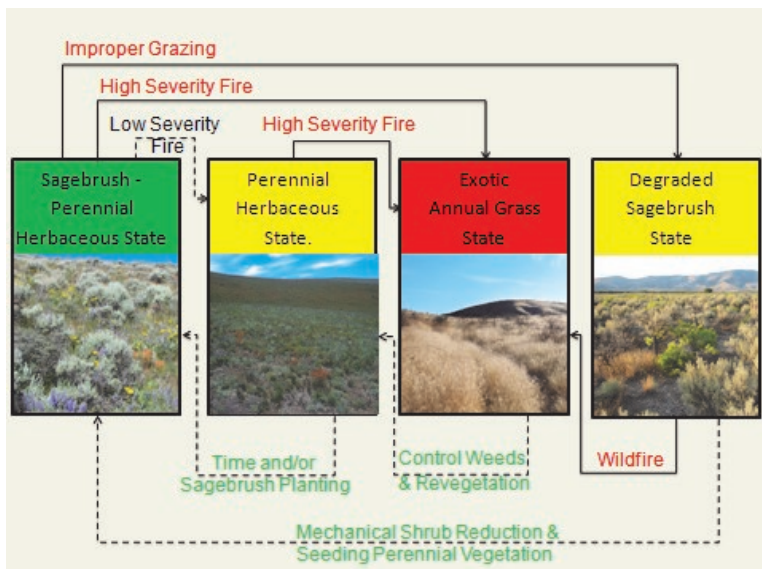 Improper Grazing
High Severity Fire
Low Severity
Fire
High Severity Fire
Sagebrush -
Perennial
Herbaceous State
Perennial
Herbaceous
State.
Exotic
Annual Grass
State
Degraded
Sagebrush
State
Time and/or
Sagebrush Planting
Control Weeds
& Revegetation
Wildfire
Mechanical Shrub Reduction &
Seeding Perennial Vegetation